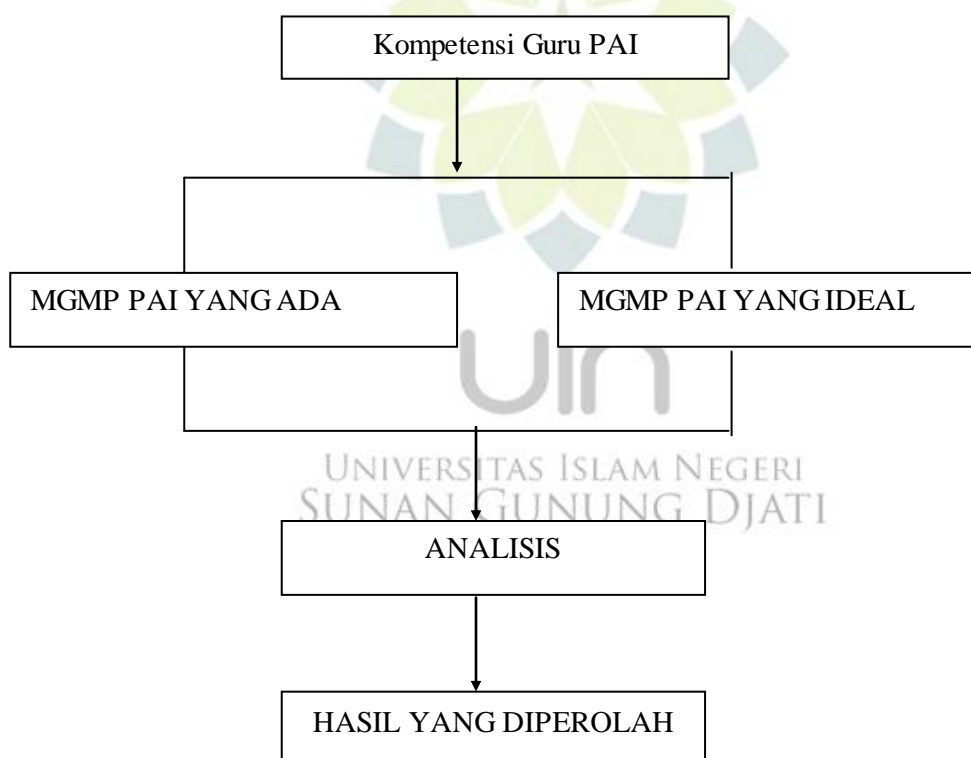 Kompetensi Guru PAI
MGMP PAI YANG ADA
MGMP PAI YANG IDEAL
uin
UNIVERSITAS ISLAM NEGERI
SUNAN GUNUNG DJATI
ANALISIS
HASIL YANG DIPEROLAH